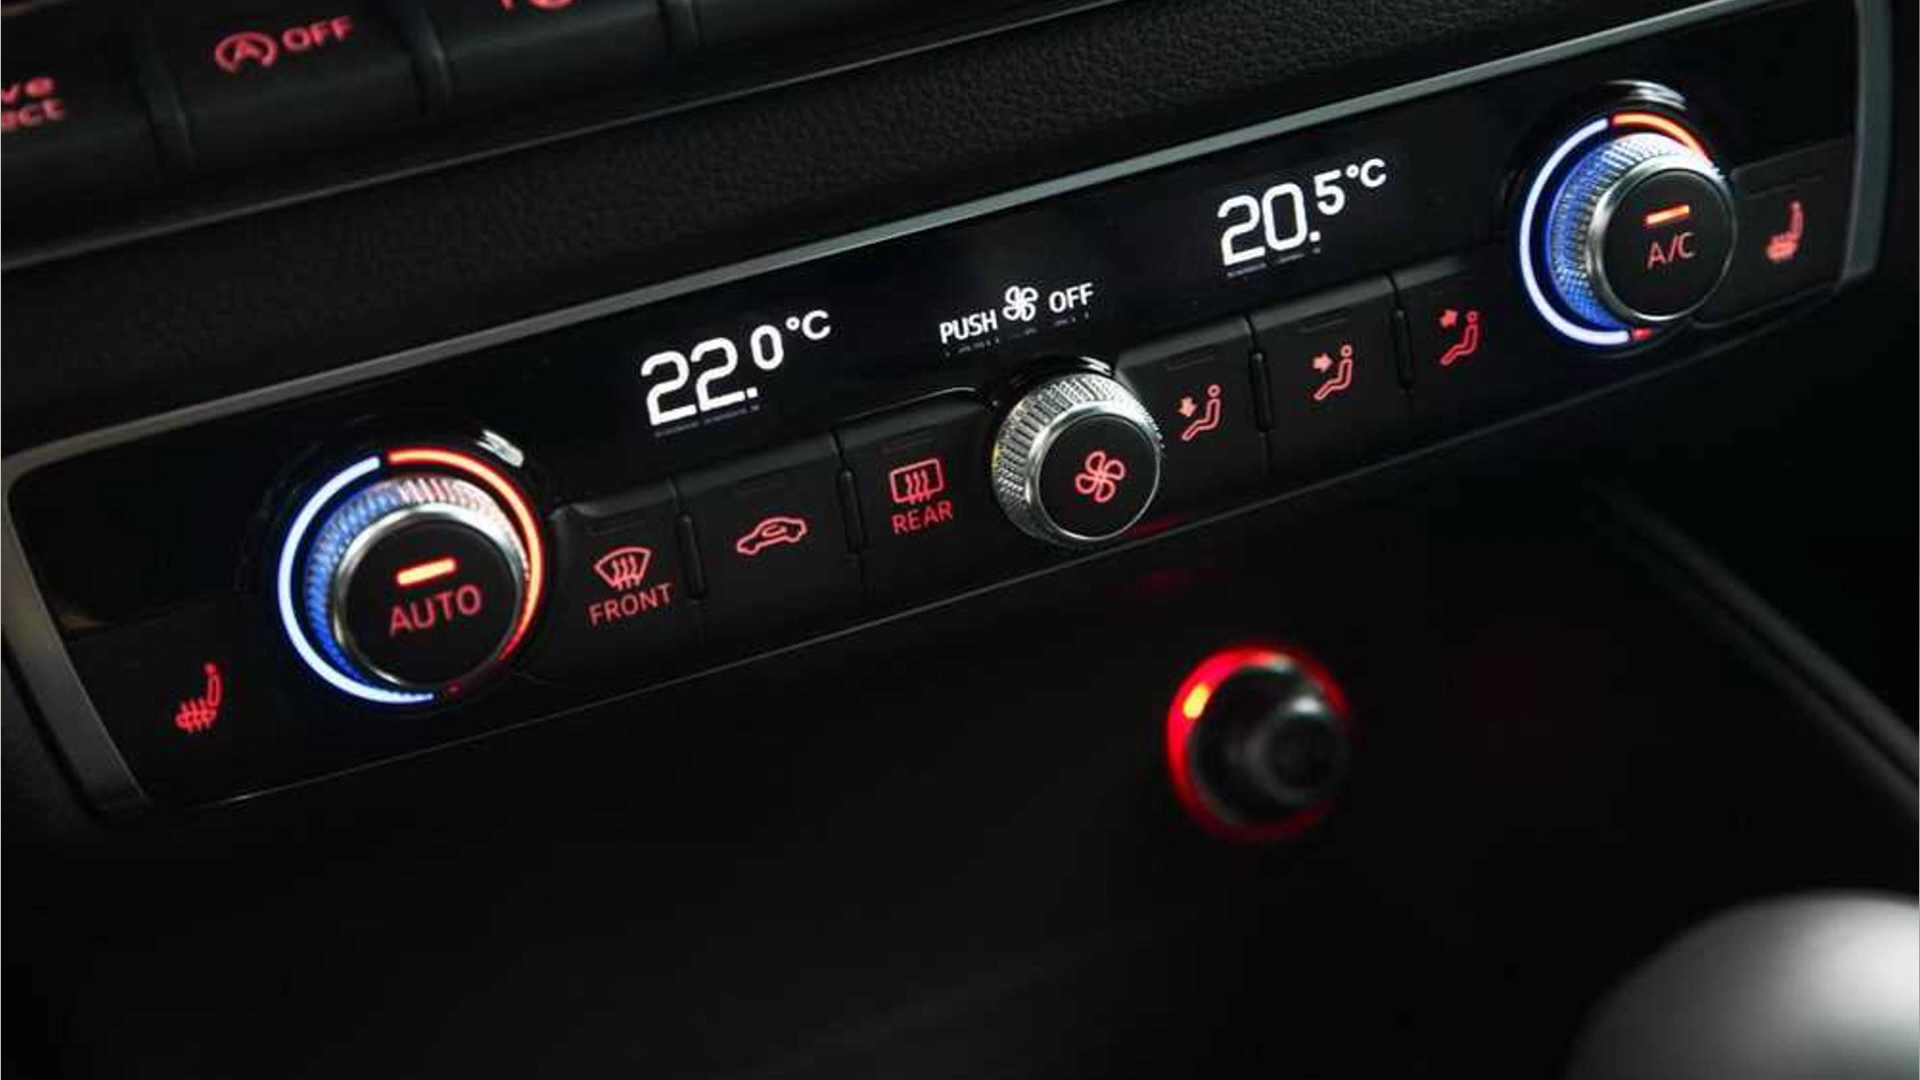 OFF
22.0°C
PUSH OFF
20.5°C
A/C
AUTO
FRONT
REAR